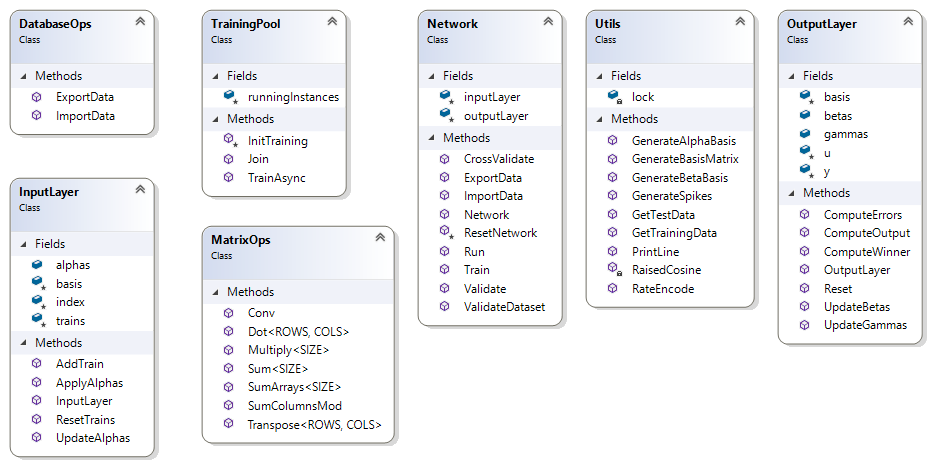 DatabaseOps
Class
Methods
ExportData
ImportData
InputLayer
Class
Fields
alphas
basis
index
trains
Methods
AddTrain
ApplyAlphas
InputLayer
ResetTrains
UpdateAlphas
TrainingPool
Class
Fields
runningInstances
Methods
InitTraining
Join
TrainAsync
MatrixOps
Class
Methods
Conv
Dot<ROWS, COLS>
Multiply<SIZE>
Sum<SIZE>
SumArrays<SIZE>
SumColumnsMod
Transpose<ROWS, COLS>
Network
Class
Fields
inputLayer
outputLayer
Methods
CrossValidate
ExportData
ImportData
Network
ResetNetwork
Run
Train
Validate
ValidateDataset
Utils
Class
Fields
lock
Methods
GenerateAlphaBasis
GenerateBasisMatrix
GenerateBetaBasis
GenerateSpikes
GetTestData
GetTrainingData
PrintLine
RaisedCosine
RateEncode
OutputLayer
Class
Fields
basis
betas
gammas
u
y
Methods
ComputeErrors
ComputeOutput
ComputeWinner
OutputLayer
Reset
UpdateBetas
UpdateGammas